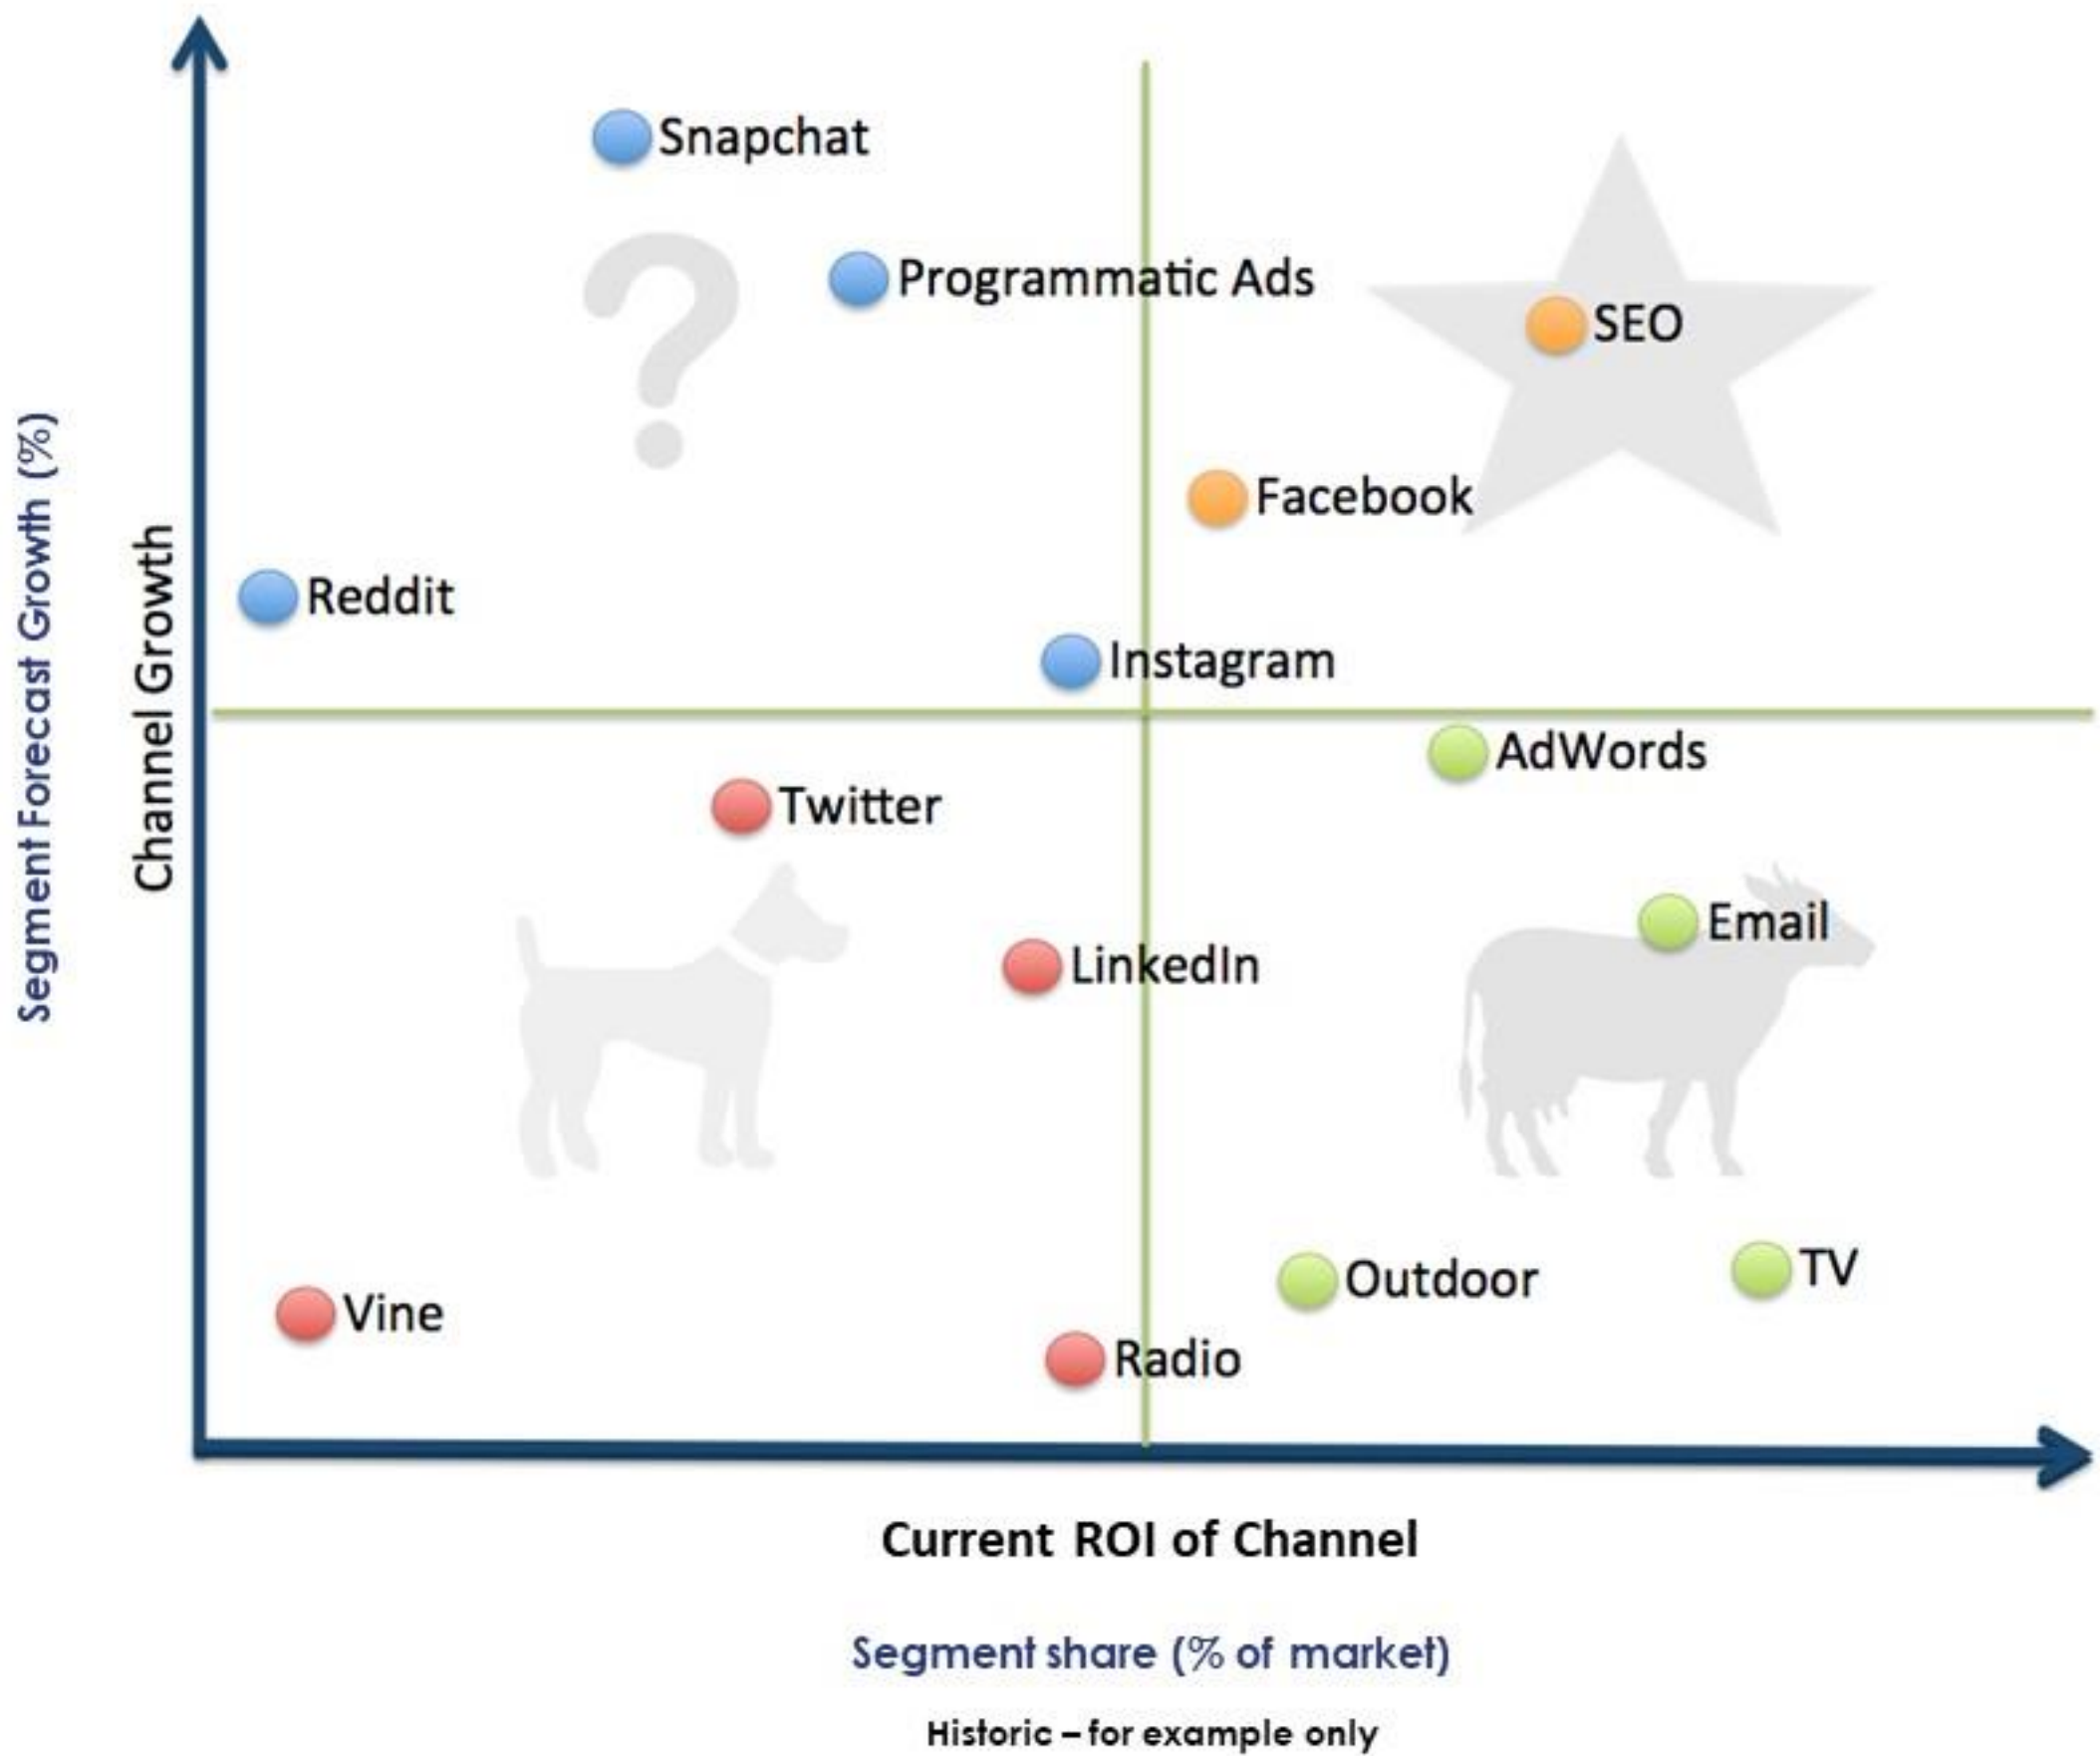 Snapchat
Programmatic Ads
SEO
Facebook
Reddit
Instagram
AdWords
Twitter
Email
LinkedIn
Outdoor
TV
Vine
Radio
Segment Forecast Growth (%)
Channel Growth
Current ROI of Channel
Segment share (% of market)
Historic – for example only